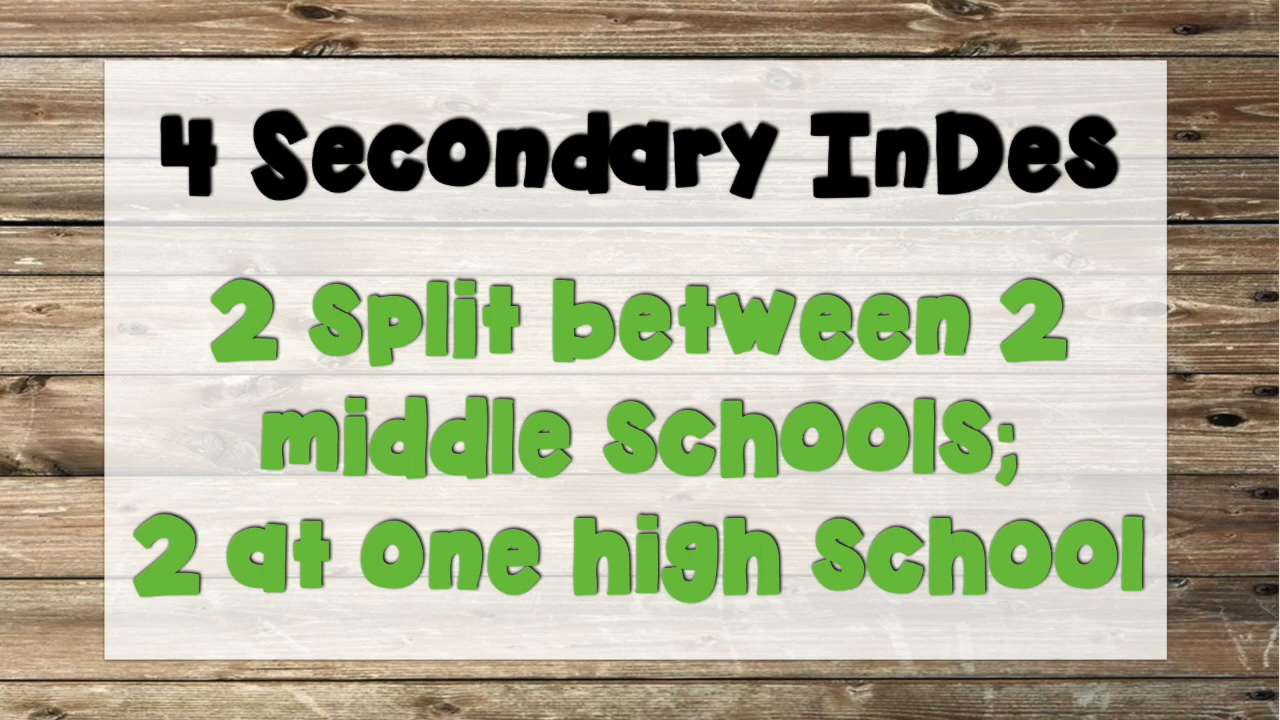 4 Secondary InDes
2 split between 2
middle schools;
2 at one high school